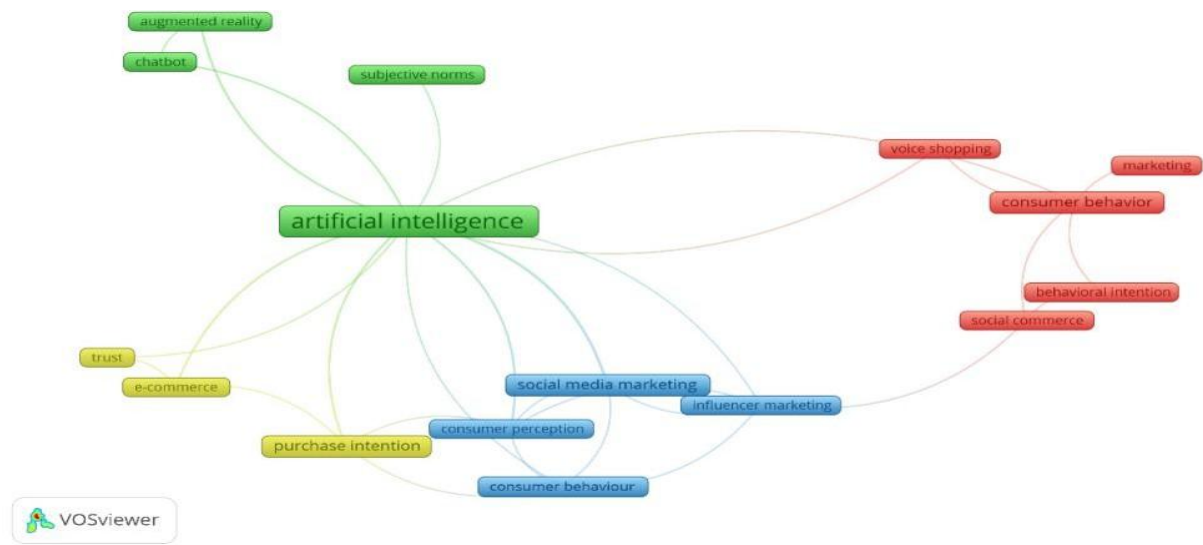 augmented reality
chatbot
subjective norms
voice shopping
marketing
consumer behavior
artificial intelligence
behavioral intention
social commerce
trust
e-commerce
social media marketing
influencer marketing
consumer perception
purchase intention
consumer behaviour
VOSviewer